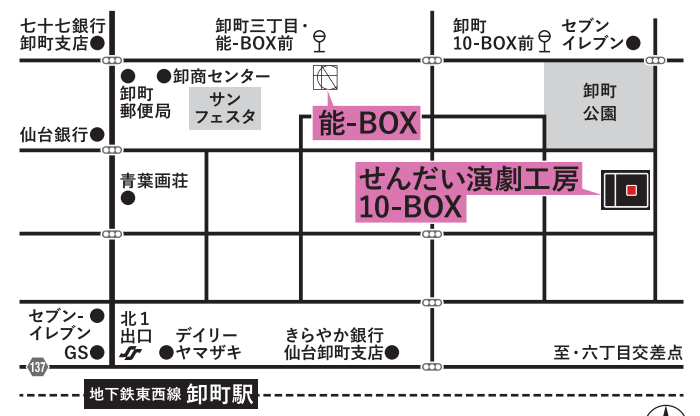 七十七銀行
卸町支店
卸町三丁目・
能-BOX前
卸町
10-BOX前
セブン
イレブン
卸商センター
卸町
郵便局
サン
フェスタ
能-BOX
卸町
公園
仙台銀行
青葉画荘
せんだい演劇工房
10-BOX
セブン-
イレブン
GS
北1
出口
デイリー
ヤマザキ
きらやか銀行
仙台卸町支店
至・六丁目交差点
137
地下鉄東西線 卸町駅